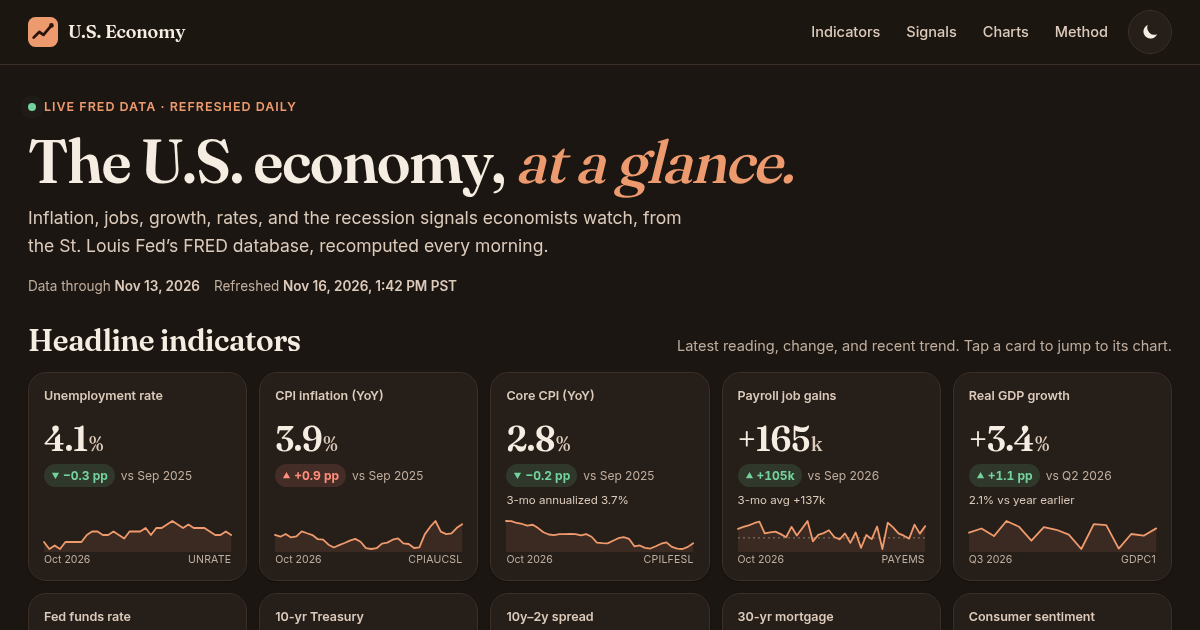 U.S. Economy
Indicators Signals Charts Method
LIVE FRED DATA · REFRESHED DAILY
The U.S. economy, at a glance.
Inflation, jobs, growth, rates, and the recession signals economists watch, from
the St. Louis Fed’s FRED database, recomputed every morning.
Data through Nov 13, 2026 Refreshed Nov 16, 2026, 1:42 PM PST
Headline indicators
Latest reading, change, and recent trend. Tap a card to jump to its chart.
Unemployment rate
4.1%
▼ −0.3 pp vs Sep 2025
Oct 2026 UNRATE
CPI inflation (YoY)
3.9%
▲ +0.9 pp vs Sep 2025
Oct 2026 CPIAUCSL
Core CPI (YoY)
2.8%
▼ −0.2 pp vs Sep 2025
3-mo annualized 3.7%
Oct 2026 CPILFESL
Payroll job gains
+165k
▲ +105k vs Sep 2026
3-mo avg +137k
Oct 2026 PAYEMS
Real GDP growth
+3.4%
▲ +1.1 pp vs Q2 2026
2.1% vs year earlier
Q3 2026 GDPC1
Fed funds rate
10-yr Treasury
10y–2y spread
30-yr mortgage
Consumer sentiment